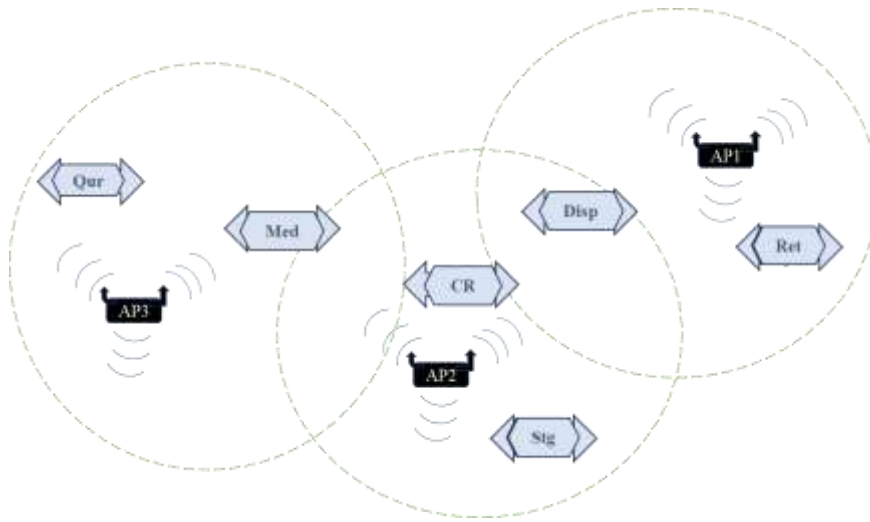 AP1
Qur
Med
Disp
Ret
CR
AP3
AP2
Stg